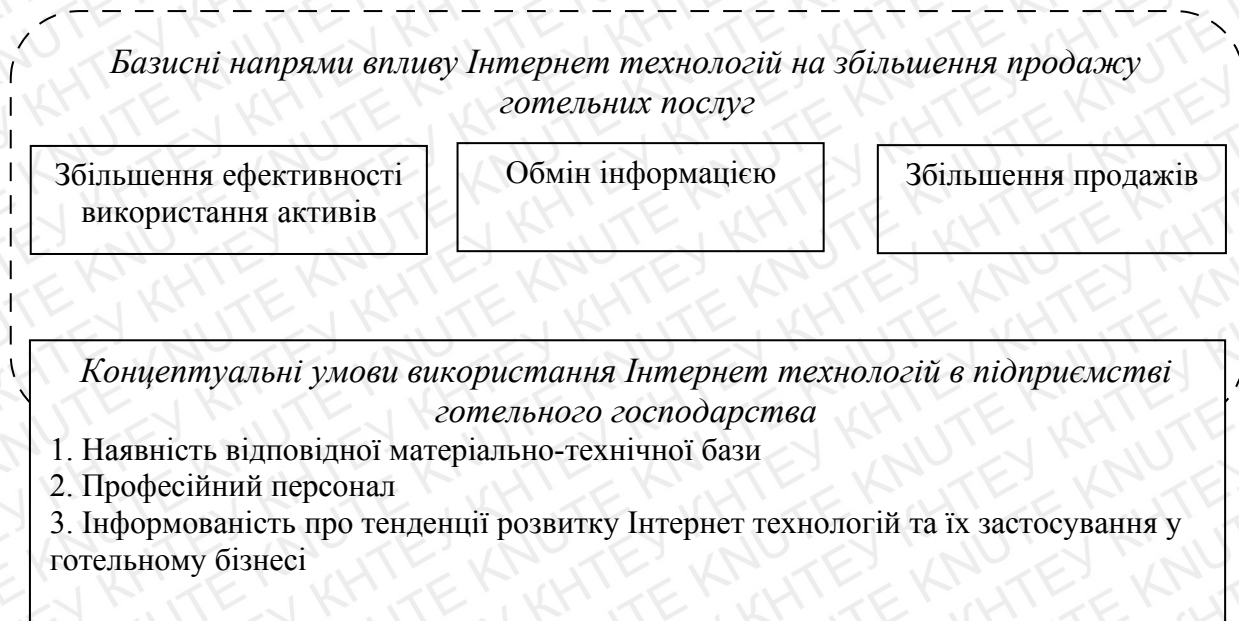 Базисні напрями впливу Інтернет технологій на збільшення продажу
готельних послуг
Збільшення ефективності
використання активів
Обмін інформацією
Збільшення продажів
Концептуальні умови використання Інтернет технологій в підприємстві
готельного господарства
1. Наявність відповідної матеріально-технічної бази
2. Професійний персонал
3. Інформованість про тенденції розвитку Інтернет технологій та їх застосування у
готельному бізнесі